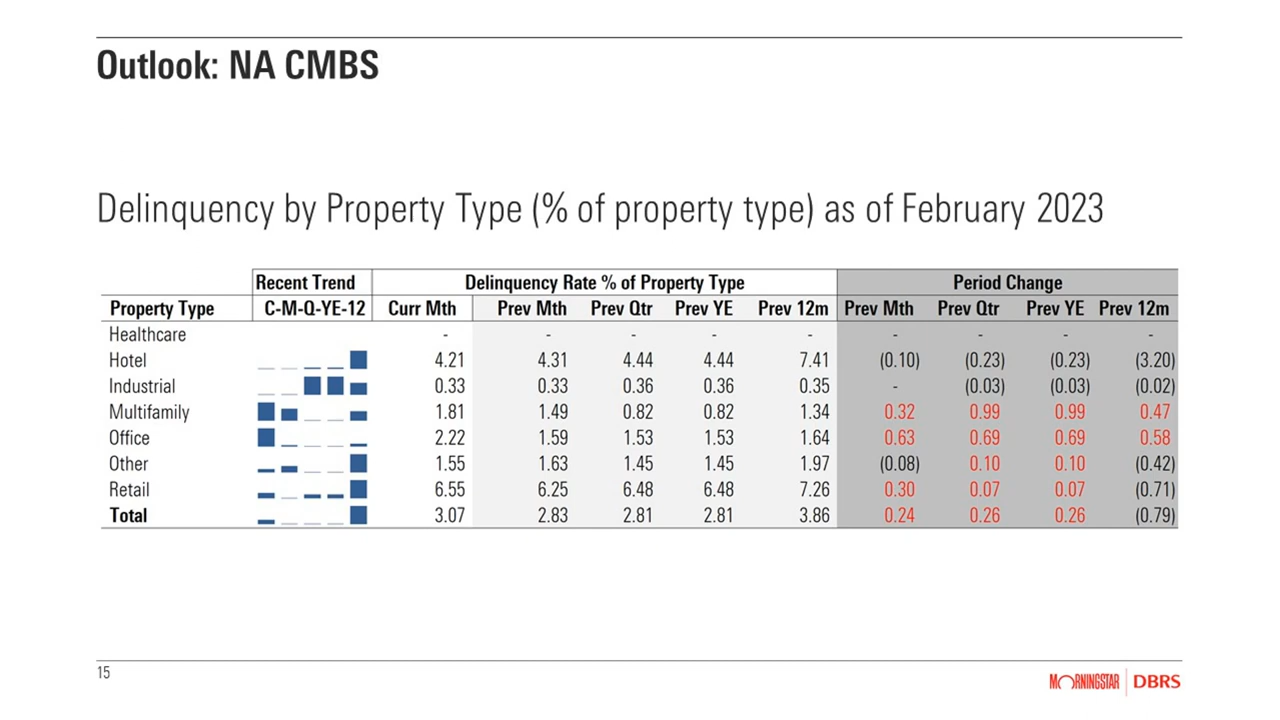 Outlook: NA CMBS
Delinquency by Property Type (% of property type) as of February 2023
Recent Trend Delinquency Rate % of Property Type Period Change
Property Type C-M-Q-YE-12 Curr Mth Prev Mth Prev Qtr Prev YE Prev 12m Prev Mth Prev Qtr Prev YE Prev 12m
Healthcare - - - - - - - - -
Hotel 4.21 4.31 4.44 4.44 7.41 (0.10) (0.23) (0.23) (3.20)
Industrial 0.33 0.33 0.36 0.36 0.35 - (0.03) (0.03) (0.02)
Multifamily 1.81 1.49 0.82 0.82 1.34 0.32 0.99 0.99 0.47
Office 2.22 1.59 1.53 1.53 1.64 0.63 0.69 0.69 0.58
Other 1.55 1.63 1.45 1.45 1.97 (0.08) 0.10 0.10 (0.42)
Retail 6.55 6.25 6.48 6.48 7.26 0.30 0.07 0.07 (0.71)
Total 3.07 2.83 2.81 2.81 3.86 0.24 0.26 0.26 (0.79)
15
MORNINGSTAR DBRS